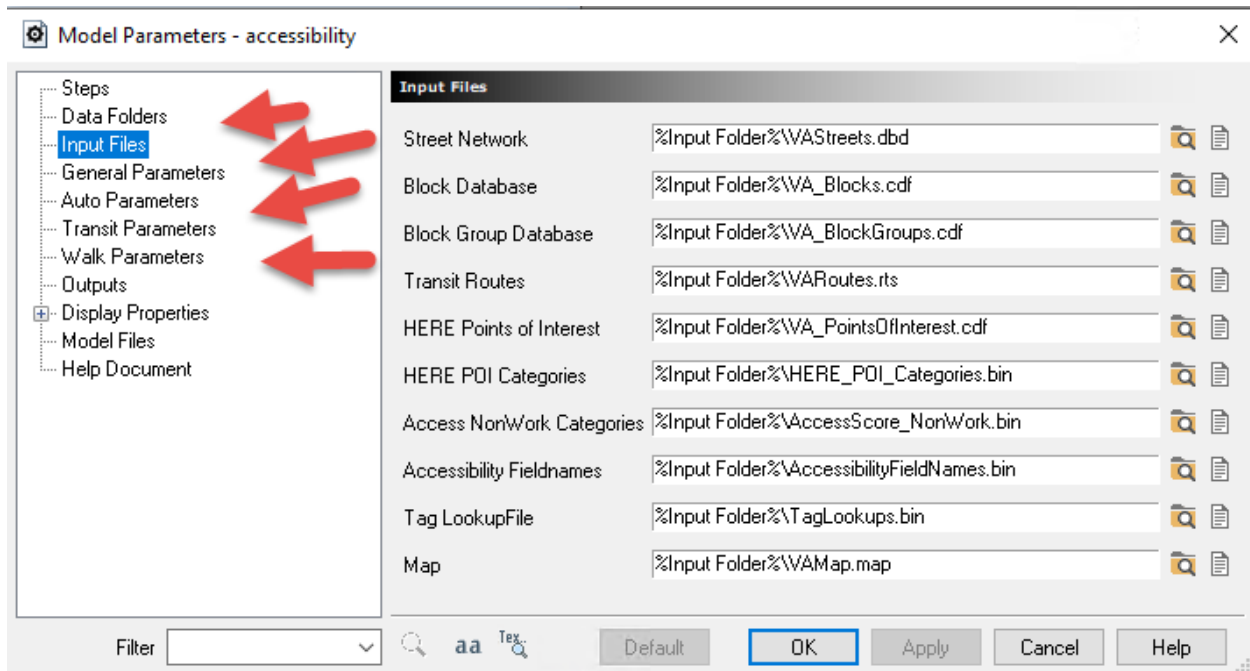 Model Parameters - accessibility
Steps
Data Folders
Input Files
General Parameters
Auto Parameters
Transit Parameters
Walk Parameters
Outputs
Display Properties
Model Files
Help Document
Input Files
Street Network %Input Folder%\VAStreets.dbd
Block Database %Input Folder%\VA_Blocks.cdf
Block Group Database %Input Folder%\VA_BlockGroups.cdf
Transit Routes %Input Folder%\VARoutes.rts
HERE Points of Interest %Input Folder%\VA_PointsOfInterest.cdf
HERE POI Categories %Input Folder%\HERE_POI_Categories.bin
Access NonWork Categories %Input Folder%\AccessScore_NonWork.bin
Accessibility Fieldnames %Input Folder%\AccessibilityFieldNames.bin
Tag LookupFile %Input Folder%\TagLookups.bin
Map %Input Folder%\VAMap.map
Filter aa Tex Default OK Apply Cancel Help